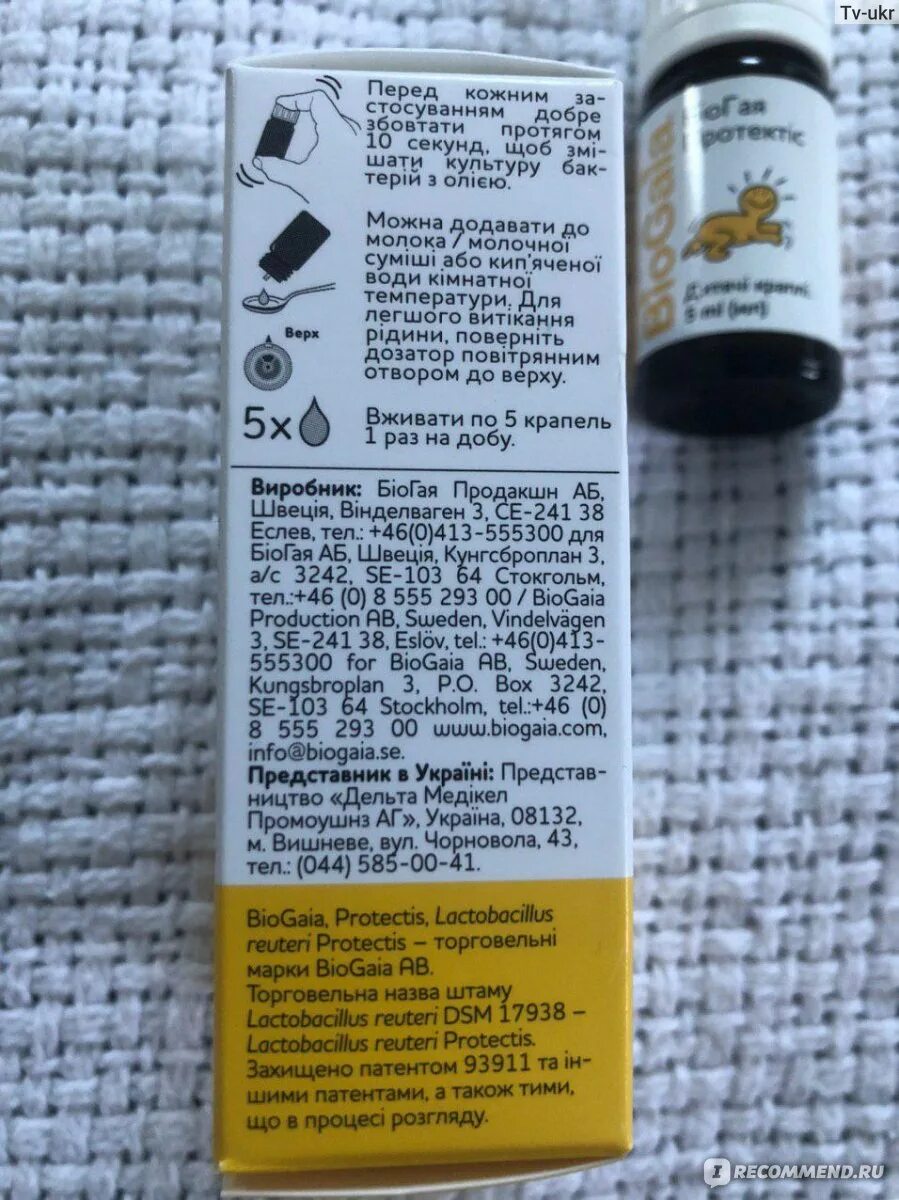 Tv-ukr
Перед кожним за-
стосуванням добре
збовтати протягом
10 секунд, щоб змі-
шати культуру бак-
терій з олією.
Можна додавати до
молока / молочної
суміші або кип'яченої
води кімнатної
температури. Для
легшого витікання
рідини, поверніть
дозатор повітрянним
отвором до верху.
Верх
5x
Вживати по 5 крапель
1 раз на добу.
Виробник: БіоГая Продакшн АБ,
Швеція, Вінделваген 3, СЕ-241 38
Еслев, тел.: +46(0)413-555300 для
БіоГая АБ, Швеція, Кунгсброплан 3,
а/с 3242, SE-103 64 Стокгольм,
тел.:+46 (0) 8 555 293 00 / BioGaia
Production AB, Sweden, Vindelvägen
3, SE-241 38, Eslöv, tel.: +46(0)413-
555300 for BioGaia AB, Sweden,
Kungsbroplan 3, P.O. Box 3242,
SE-103 64 Stockholm, tel.:+46 (0)
8 555 293 00 www.biogaia.com,
info@biogaia.se.
Представник в Україні: Представ-
ництво «Дельта Медікел
Промоушнз АГ», Україна, 08132,
м. Вишневе, вул. Чорновола, 43,
тел.: (044) 585-00-41.
BioGaia, Protectis, Lactobacillus
reuteri Protectis – торговельні
марки BioGaia AB.
Торговельна назва штаму
Lactobacillus reuteri DSM 17938 –
Lactobacillus reuteri Protectis.
Захищено патентом 93911 та ін-
шими патентами, а також тими,
що в процесі розгляду.
BioGaia
БіоГая
Протектіс
Дитячі краплі
5 ml (мл)
IRECOMMEND.RU